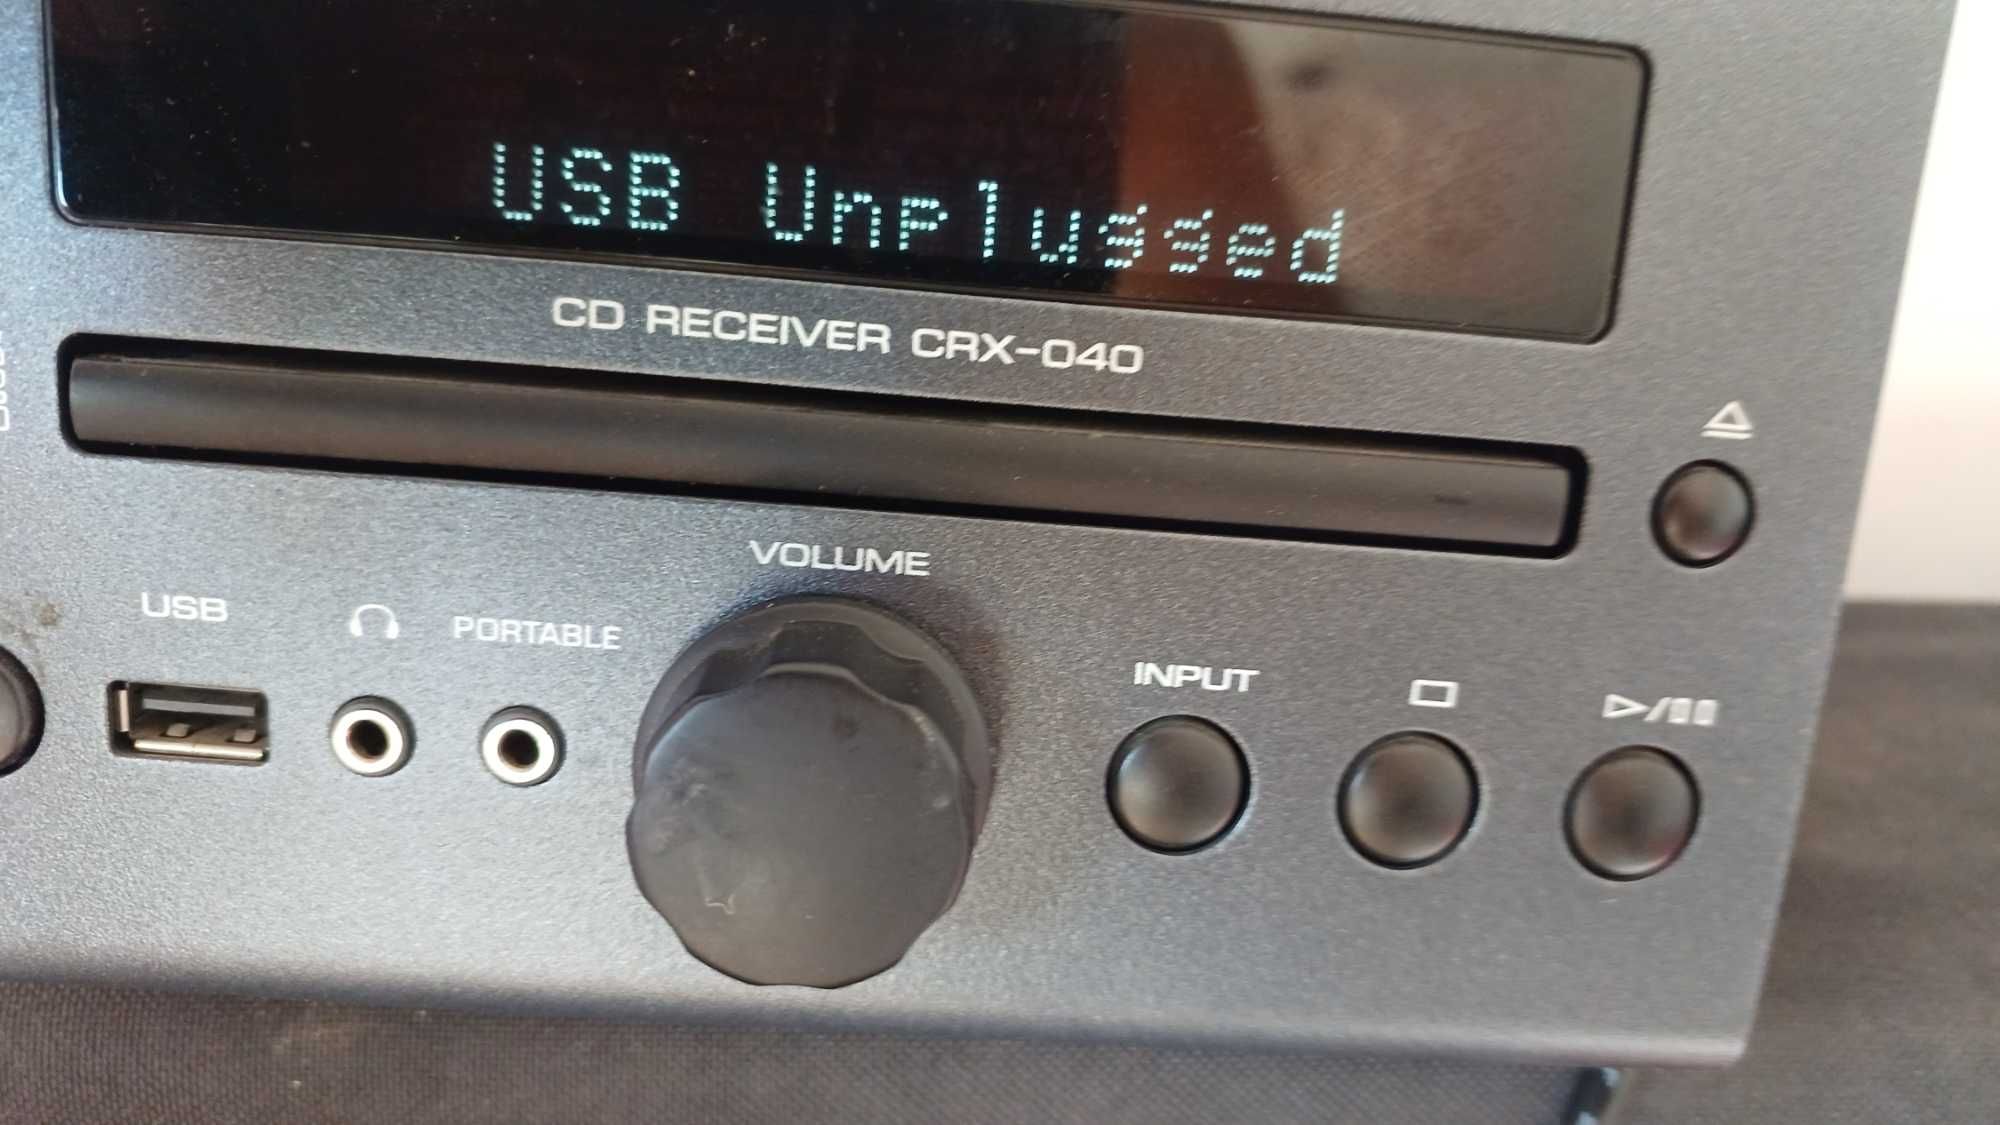 USB Unplugged
CD RECEIVER CRX-040
VOLUME
USB
PORTABLE
INPUT